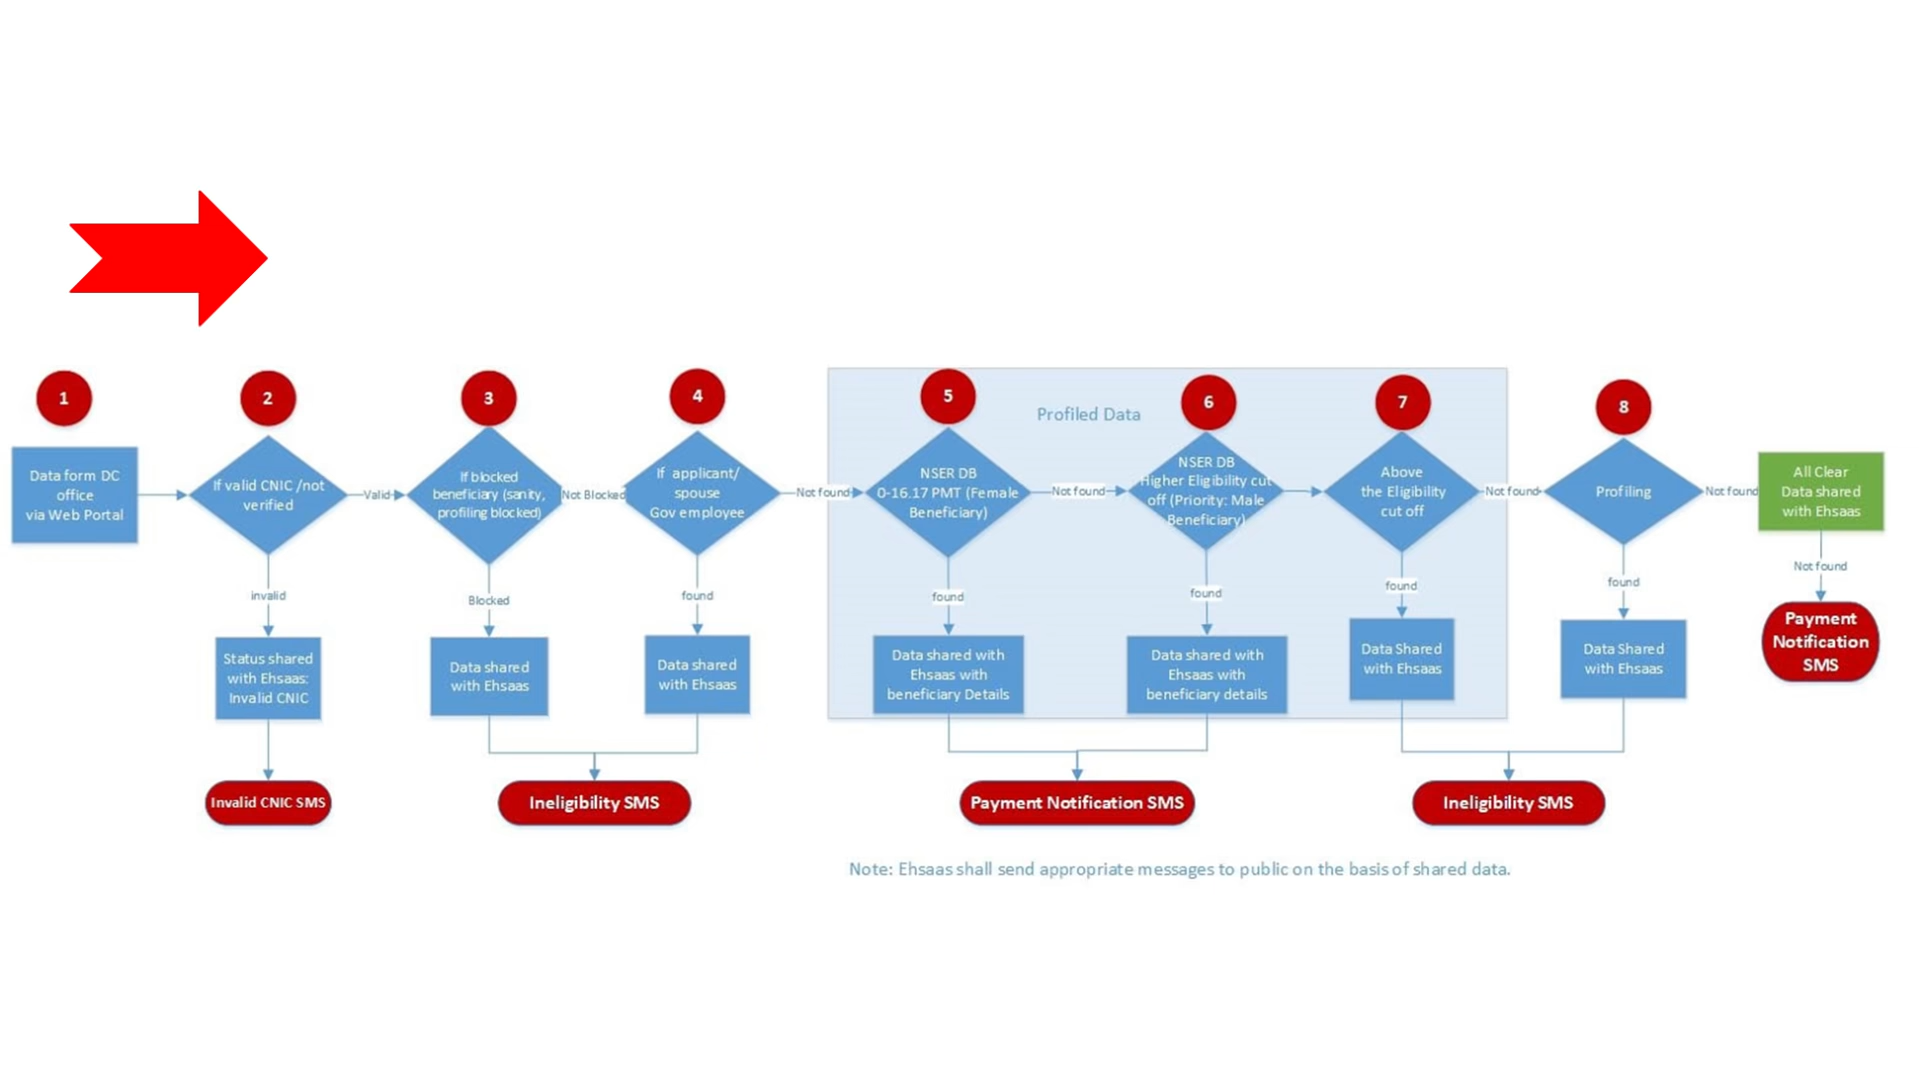 1
2
3
4
5
6
7
8
Profiled Data
Data form DC
office
via Web Portal
If valid CNIC /not
verified
Valid
If blocked
beneficiary (sanity,
profiling blocked)
Not Blocked
If applicant/
spouse
Gov employee
Not found
NSER DB
0-16.17 PMT (Female
Beneficiary)
Not found
NSER DB
Higher Eligibility cut
off (Priority: Male
Beneficiary)
Above
the Eligibility
cut off
Not found
Profiling
Not found
All Clear
Data shared
with Ehsaas
invalid
Blocked
found
found
found
found
found
Not found
Status shared
with Ehsaas:
Invalid CNIC
Data shared
with Ehsaas
Data shared
with Ehsaas
Data shared with
Ehsaas with
beneficiary Details
Data shared with
Ehsaas with
beneficiary details
Data Shared
with Ehsaas
Data Shared
with Ehsaas
Payment
Notification
SMS
Invalid CNIC SMS
Ineligibility SMS
Payment Notification SMS
Ineligibility SMS
Note: Ehsaas shall send appropriate messages to public on the basis of shared data.